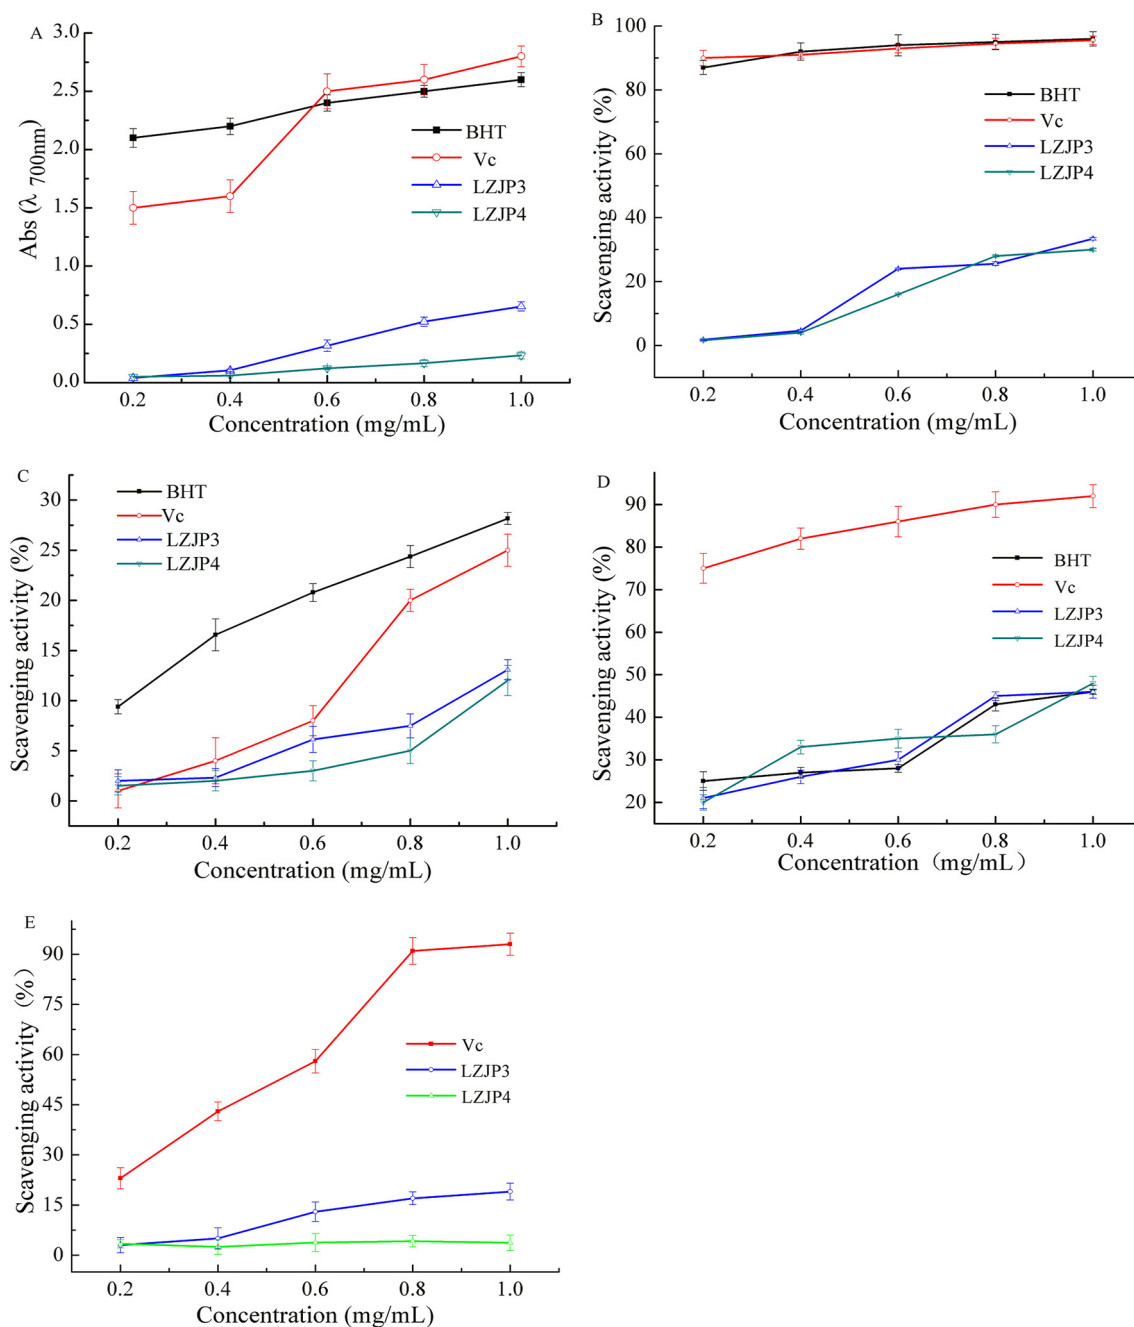 A
3.0
2.5
2.0
1.5
1.0
0.5
0.0
Abs (λ 700nm)
BHT
Vc
LZJP3
LZJP4
0.2 0.4 0.6 0.8 1.0
Concentration (mg/mL)
B
100
80
60
40
20
0
Scavenging activity (%)
BHT
Vc
LZJP3
LZJP4
0.2 0.4 0.6 0.8 1.0
Concentration (mg/mL)
C
30
25
20
15
10
5
0
Scavenging activity (%)
BHT
Vc
LZJP3
LZJP4
0.2 0.4 0.6 0.8 1.0
Concentration (mg/mL)
D
90
80
70
60
50
40
30
20
Scavenging activity (%)
BHT
Vc
LZJP3
LZJP4
0.2 0.4 0.6 0.8 1.0
Concentration（mg/mL）
E
90
75
60
45
30
15
0
Scavenging activity（%）
Vc
LZJP3
LZJP4
0.2 0.4 0.6 0.8 1.0
Concentration (mg/mL)